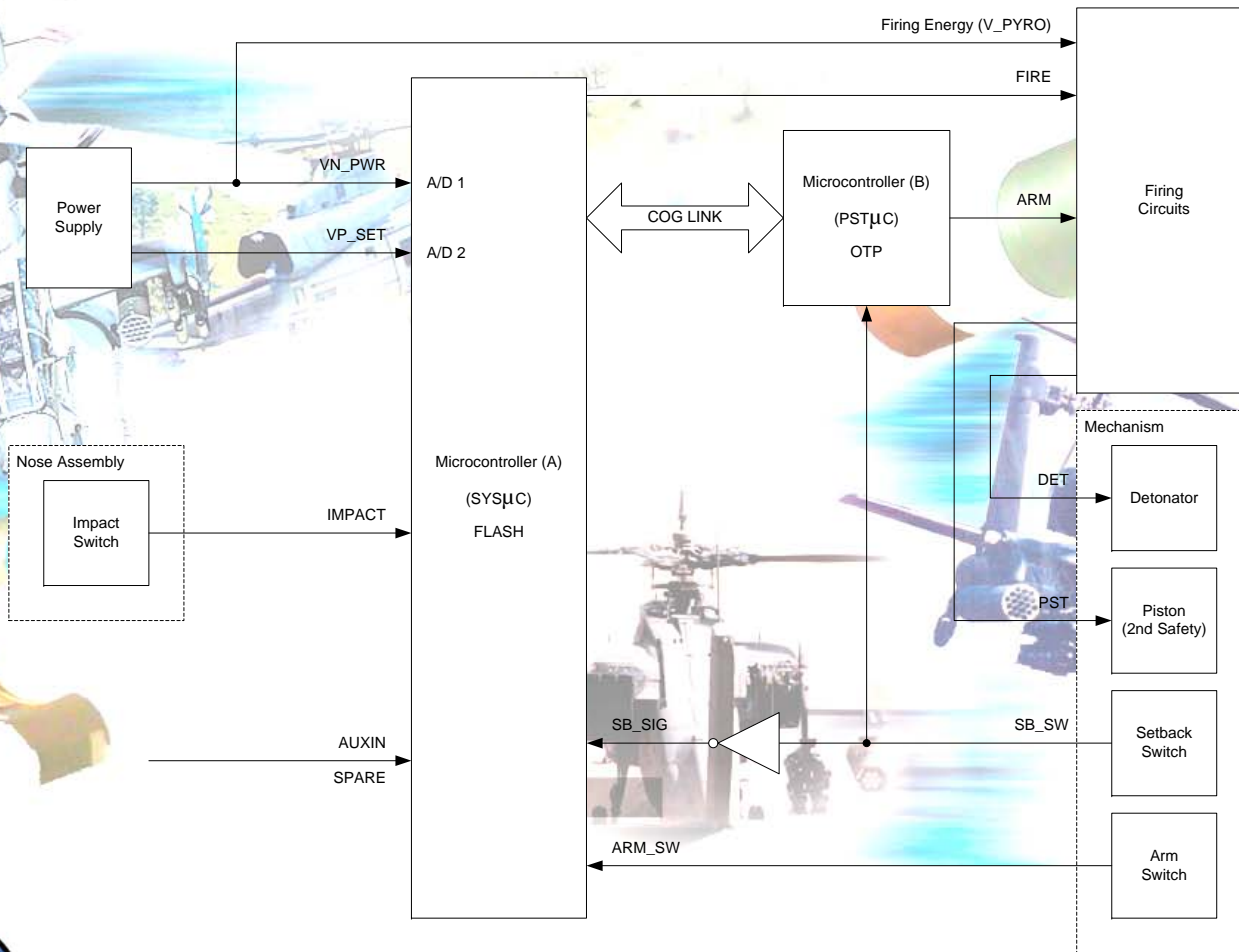 Firing Energy (V_PYRO)
FIRE
VN_PWR
A/D 1
Power
Supply
VP_SET
A/D 2
COG LINK
Microcontroller (B)
(PSTμC)
OTP
ARM
Firing
Circuits
Mechanism
Nose Assembly
Impact
Switch
IMPACT
Microcontroller (A)
(SYSμC)
FLASH
DET
Detonator
PST
Piston
(2nd Safety)
SB_SIG
SB_SW
Setback
Switch
AUXIN
SPARE
ARM_SW
Arm
Switch